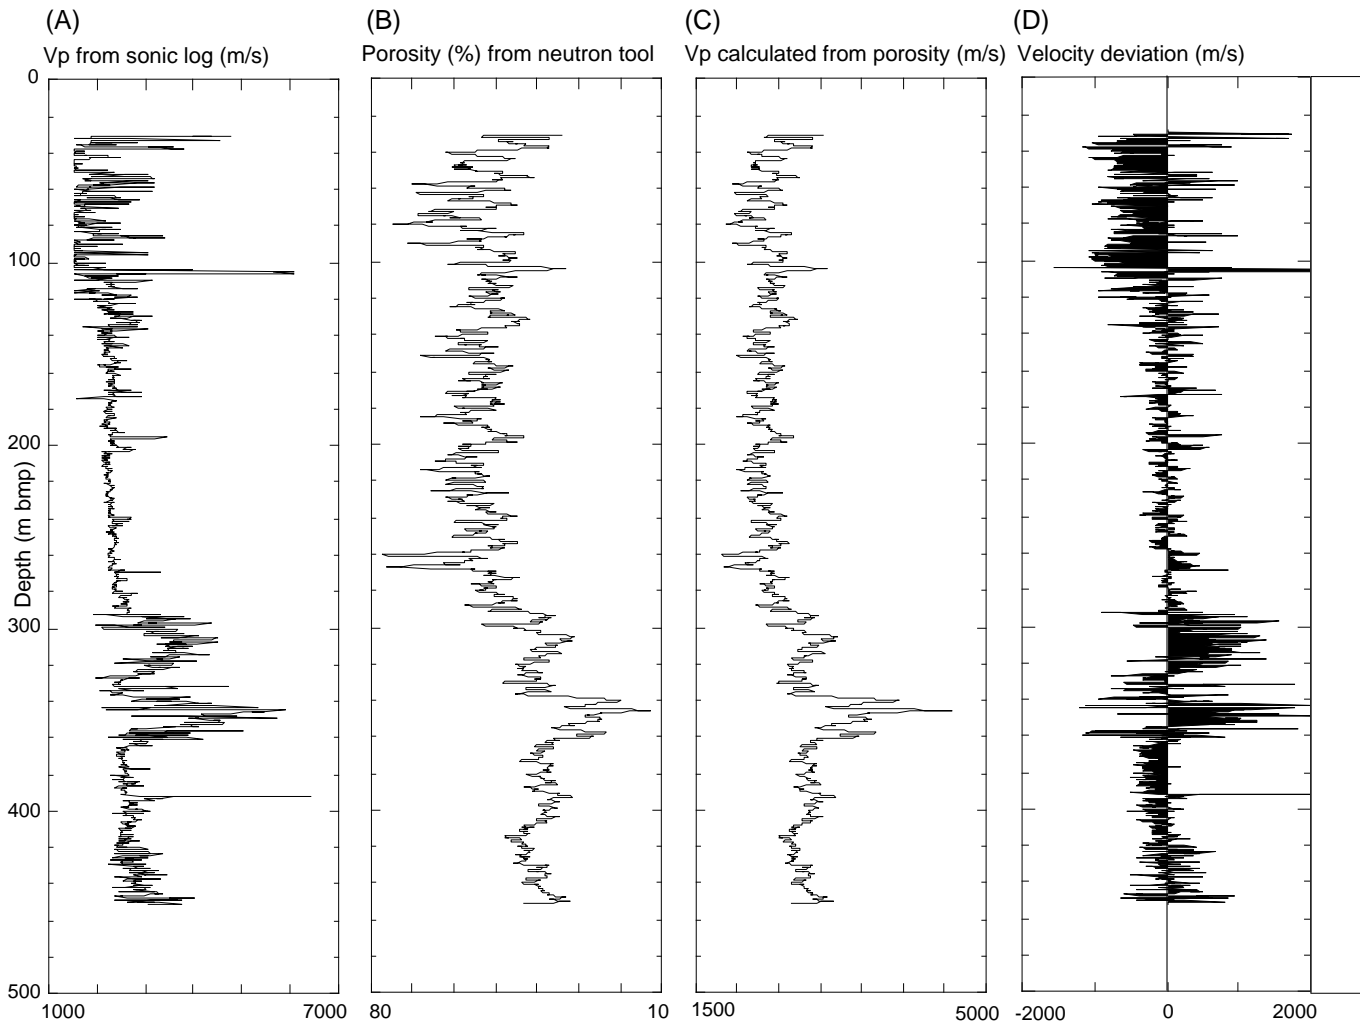 (A)
(B)
(C)
(D)
Vp from sonic log (m/s)
Porosity (%) from neutron tool
Vp calculated from porosity (m/s)
Velocity deviation (m/s)
0
100
200
300
400
500
Depth (m bmp)
1000
7000
80
10
1500
5000
-2000
0
2000